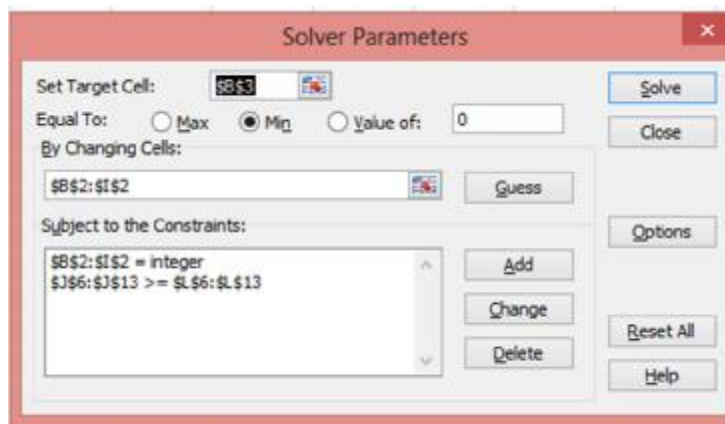 Solver Parameters
×
Set Target Cell: $B$3 Solve
Equal To: Max Min Value of: 0 Close
By Changing Cells:
$B$2:$I$2 Guess
Subject to the Constraints: Options
$B$2:$I$2 = integer Add
$J$6:$J$13 >= $L$6:$L$13
Change
Reset All
Delete
Help